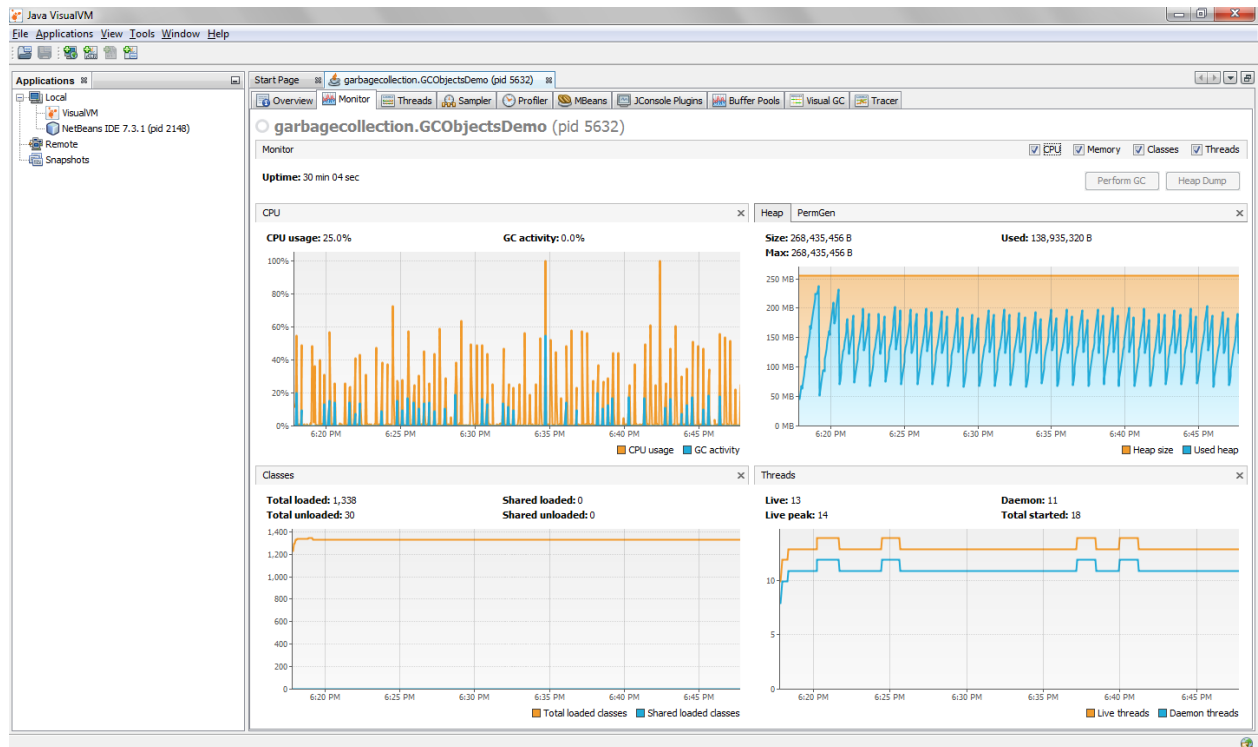 Java VisualVM
File Applications View Tools Window Help
Applications
Local
VisualVM
NetBeans IDE 7.3.1 (pid 2148)
Remote
Snapshots
Start Page garbagecollection.GCObjectsDemo (pid 5632)
Overview Monitor Threads Sampler Profiler MBeans JConsole Plugins Buffer Pools Visual GC Tracer
garbagecollection.GCObjectsDemo (pid 5632)
Monitor CPU Memory Classes Threads
Uptime: 30 min 04 sec
Perform GC Heap Dump
CPU
CPU usage: 25.0% GC activity: 0.0%
100%
80%
60%
40%
20%
0%
6:20 PM 6:25 PM 6:30 PM 6:35 PM 6:40 PM 6:45 PM
CPU usage GC activity
Heap PermGen
Size: 268,435,456 B Used: 138,935,320 B
Max: 268,435,456 B
250 MB
200 MB
150 MB
100 MB
50 MB
0 MB
6:20 PM 6:25 PM 6:30 PM 6:35 PM 6:40 PM 6:45 PM
Heap size Used heap
Classes
Total loaded: 1,338 Shared loaded: 0
Total unloaded: 30 Shared unloaded: 0
1,400
1,200
1,000
800
600
400
200
0
6:20 PM 6:25 PM 6:30 PM 6:35 PM 6:40 PM 6:45 PM
Total loaded classes Shared loaded classes
Threads
Live: 13 Daemon: 11
Live peak: 14 Total started: 18
10
5
0
6:20 PM 6:25 PM 6:30 PM 6:35 PM 6:40 PM 6:45 PM
Live threads Daemon threads